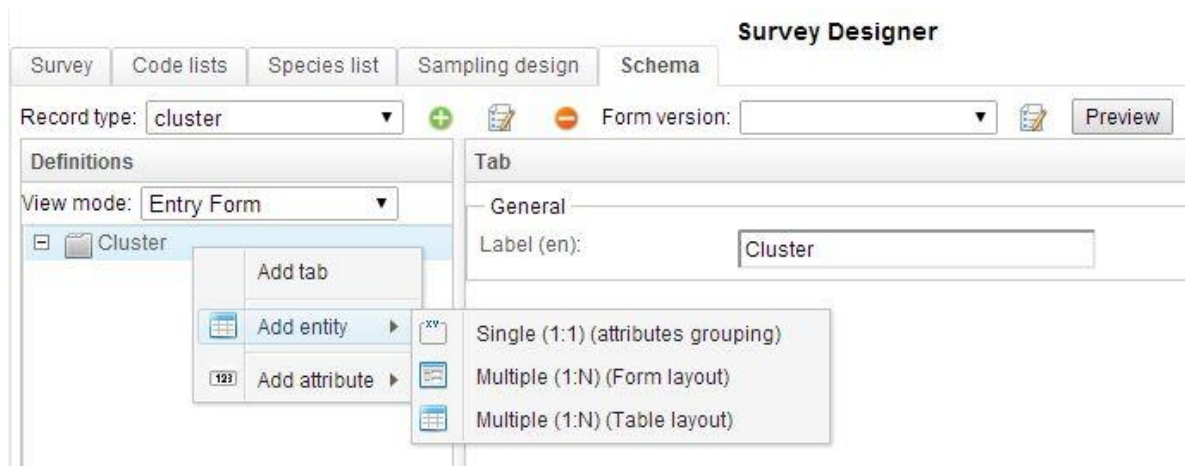 Survey Designer
Survey Code lists Species list Sampling design Schema
Record type: cluster Form version: Preview
Definitions Tab
View mode: Entry Form General
Cluster Label (en): Cluster
Add tab
Add entity Single (1:1) (attributes grouping)
Multiple (1:N) (Form layout)
123 Add attribute Multiple (1:N) (Table layout)